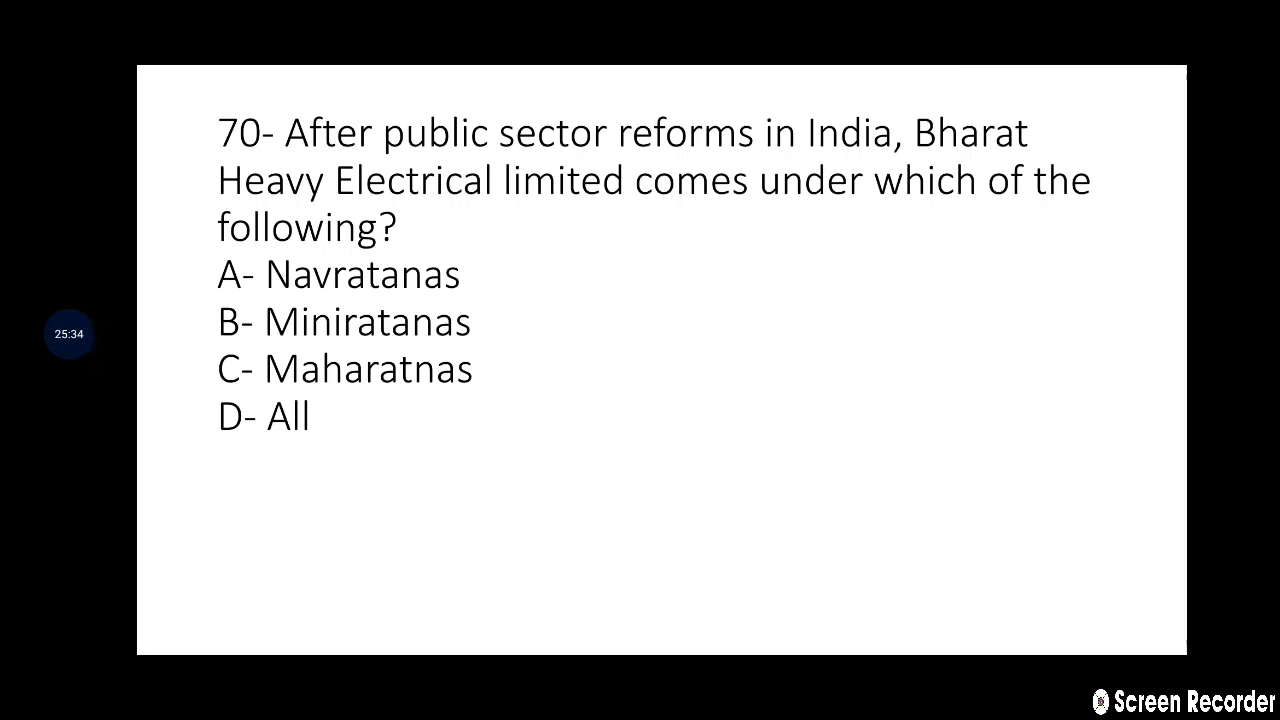 70- After public sector reforms in India, Bharat
Heavy Electrical limited comes under which of the
following?
A- Navratanas
B- Miniratanas
C- Maharatnas
D- All
25:34
Screen Recorder